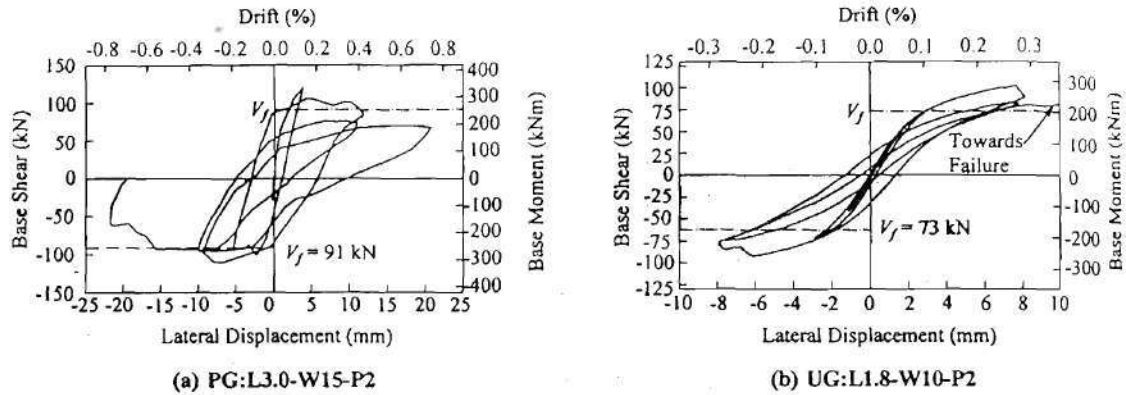 Drift (%)
-0.8 -0.6 -0.4 -0.2 0.0 0.2 0.4 0.6 0.8
150
100
50
0
-50
-100
-150
Base Shear (kN)
400
300
200
100
0
-100
-200
-300
-400
Base Moment (kNm)
V_f
V_f = 91 kN
-25 -20 -15 -10 -5 0 5 10 15 20 25
Lateral Displacement (mm)
(a) PG:L3.0-W15-P2
Drift (%)
-0.3 -0.2 -0.1 0.0 0.1 0.2 0.3
125
100
75
50
25
0
-25
-50
-75
-100
-125
Base Shear (kN)
300
200
100
0
-100
-200
-300
Base Moment (kNm)
V_f
Towards
Failure
V_f = 73 kN
-10 -8 -6 -4 -2 0 2 4 6 8 10
Lateral Displacement (mm)
(b) UG:L1.8-W10-P2